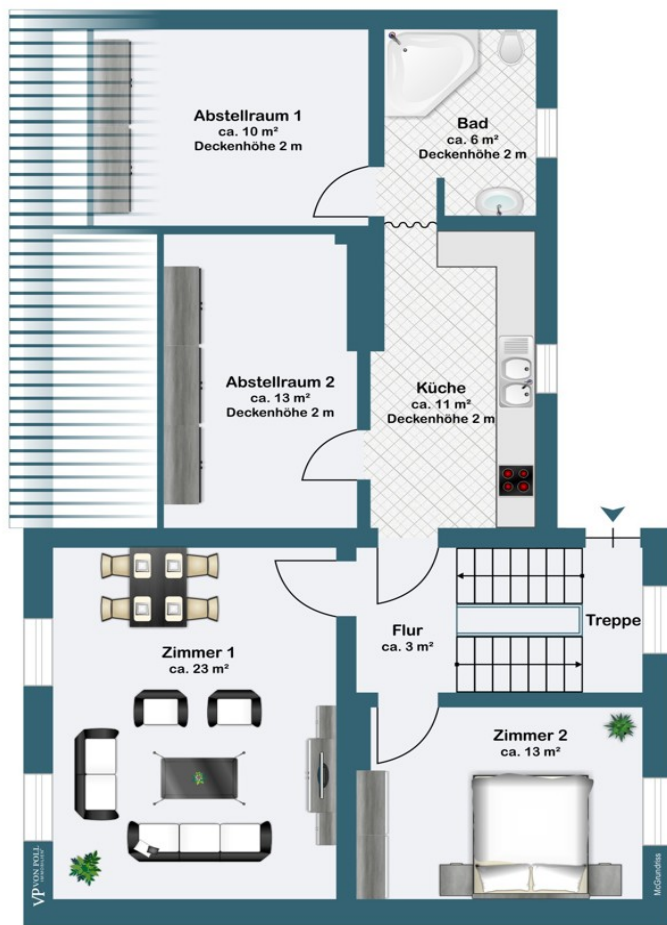 Abstellraum 1
ca. 10 m²
Deckenhöhe 2 m
Bad
ca. 6 m²
Deckenhöhe 2 m
Abstellraum 2
ca. 13 m²
Deckenhöhe 2 m
Küche
ca. 11 m²
Deckenhöhe 2 m
Zimmer 1
ca. 23 m²
Flur
ca. 3 m²
Treppe
Zimmer 2
ca. 13 m²
VP VON POLL
IMMOBILIEN
McGrundriss